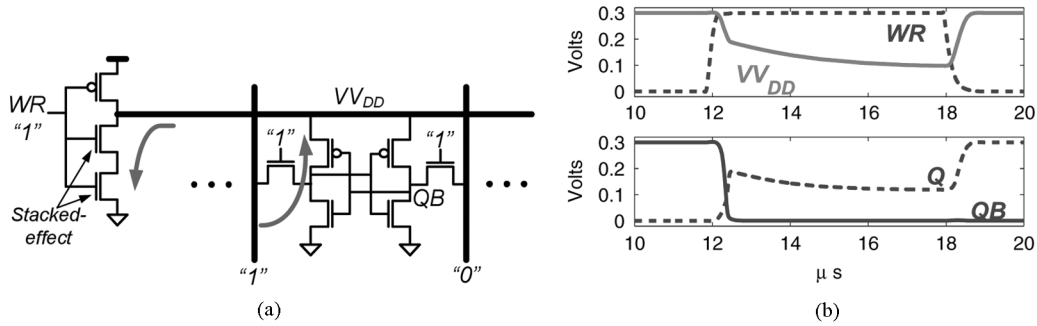 WR
"1"
Stacked-
effect
VV_DD
"1"
"1"
QB
"1"
"0"
(a)
Volts
0.3
0.2
0.1
0
WR
VV_DD
10
12
14
16
18
20
Volts
0.3
0.2
0.1
0
Q
QB
10
12
14
16
18
20
μ s
(b)